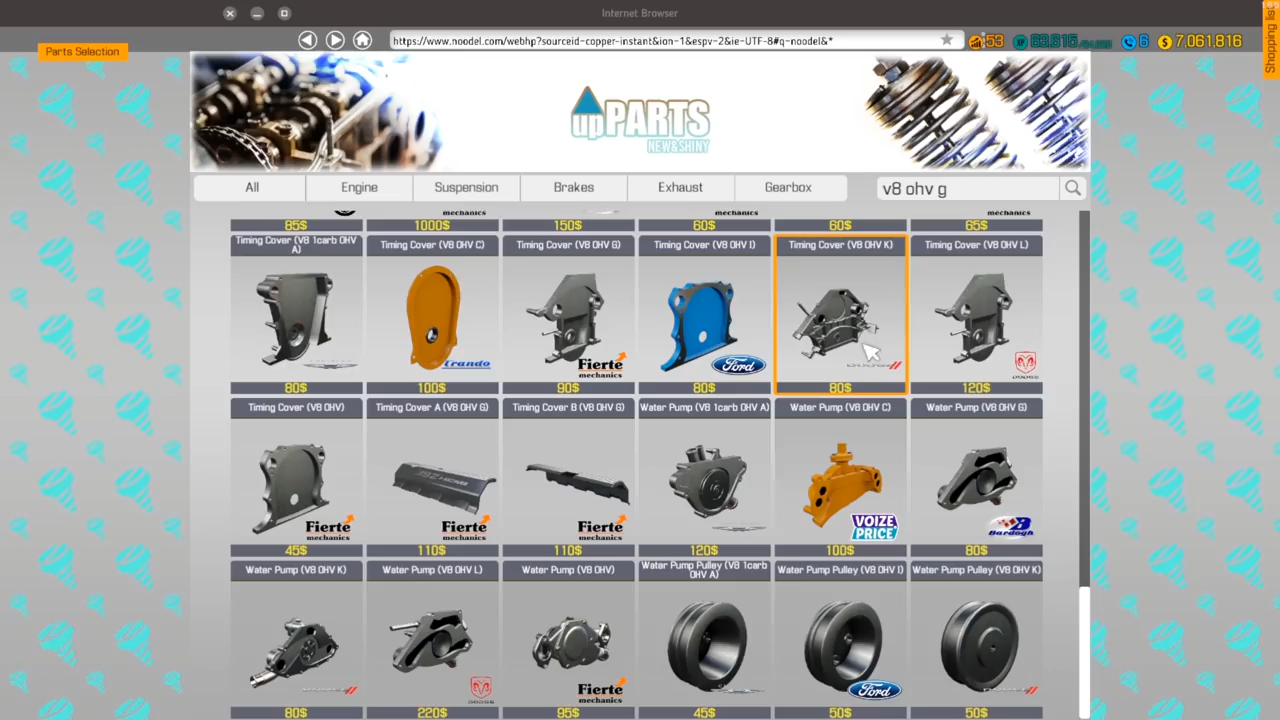 Internet Browser
Parts Selection
https://www.noodel.com/webhp?sourceid-copper-instant&ion-1&espv-2&ie-UTF-8#q-noodel&*
53
6
7,061,816
Shopping list
upPARTS
NEW&SHINY
All
Engine
Suspension
Brakes
Exhaust
Gearbox
v8 ohv g
mechanics
mechanics
mechanics
85$
1000$
150$
60$
60$
65$
Timing Cover (V8 1carb OHV A)
Timing Cover (V8 OHV C)
Timing Cover (V8 OHV G)
Timing Cover (V8 OHV I)
Timing Cover (V8 OHV K)
Timing Cover (V8 OHV L)
Crando
Fierte
mechanics
Ford
DODGE
80$
100$
90$
80$
80$
120$
Timing Cover (V8 OHV)
Timing Cover A (V8 OHV G)
Timing Cover B (V8 OHV G)
Water Pump (V8 1carb OHV A)
Water Pump (V8 OHV C)
Water Pump (V8 OHV G)
Fierte
mechanics
Fierte
mechanics
Fierte
mechanics
VOIZE
PRICE
Bardogh
45$
110$
110$
120$
100$
80$
Water Pump (V8 OHV K)
Water Pump (V8 OHV L)
Water Pump (V8 OHV)
Water Pump Pulley (V8 1carb OHV A)
Water Pump Pulley (V8 OHV I)
Water Pump Pulley (V8 OHV K)
DODGE
Fierte
mechanics
Ford
80$
220$
95$
45$
50$
50$